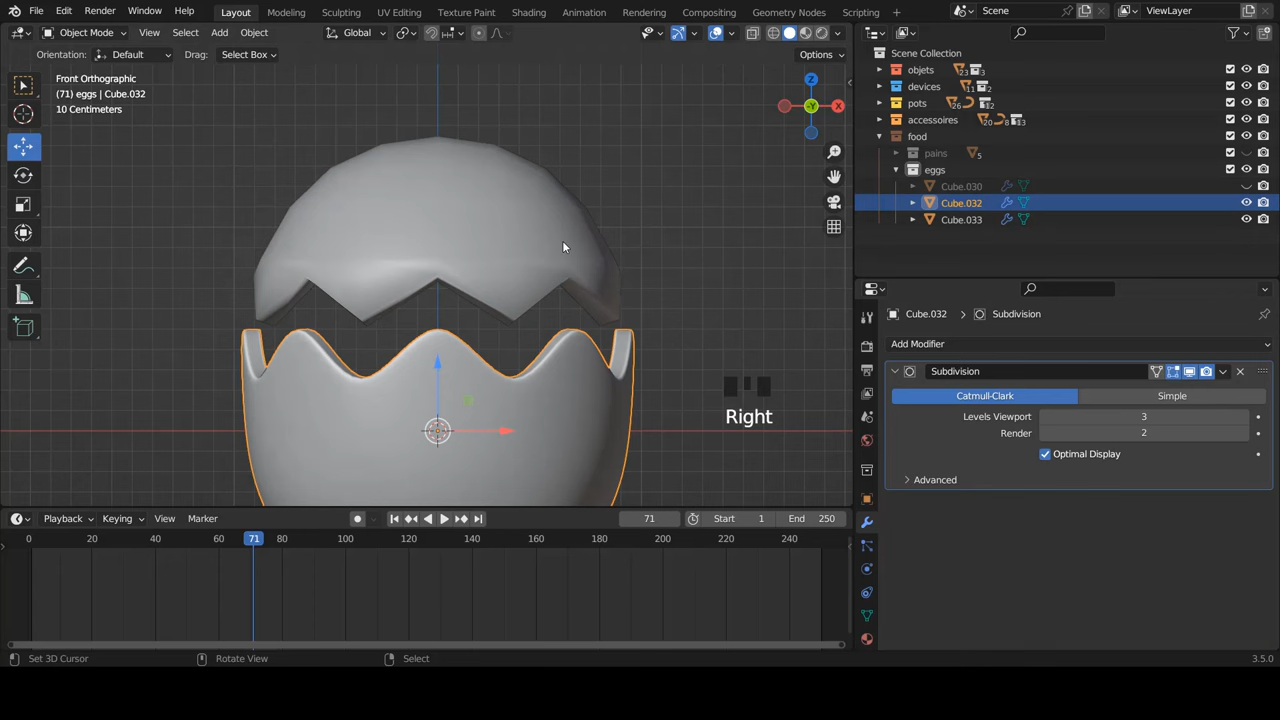 File Edit Render Window Help Layout Modeling Sculpting UV Editing Texture Paint Shading Animation Rendering Compositing Geometry Nodes Scripting + Scene ViewLayer
Object Mode View Select Add Object Global
Orientation: Default Drag: Select Box Options
Front Orthographic
(71) eggs | Cube.032
10 Centimeters
Z
X
-Y
Right
Scene Collection
objets 23 3
devices 11 2
pots 26 12
accessoires 20 8 13
food
pains 5
eggs
Cube.030
Cube.032
Cube.033
Cube.032 > Subdivision
Add Modifier
Subdivision
Catmull-Clark Simple
Levels Viewport 3
Render 2
Optimal Display
Advanced
Playback Keying View Marker 71 Start 1 End 250
0 20 40 60 71 80 100 120 140 160 180 200 220 240
Set 3D Cursor Rotate View Select 3.5.0